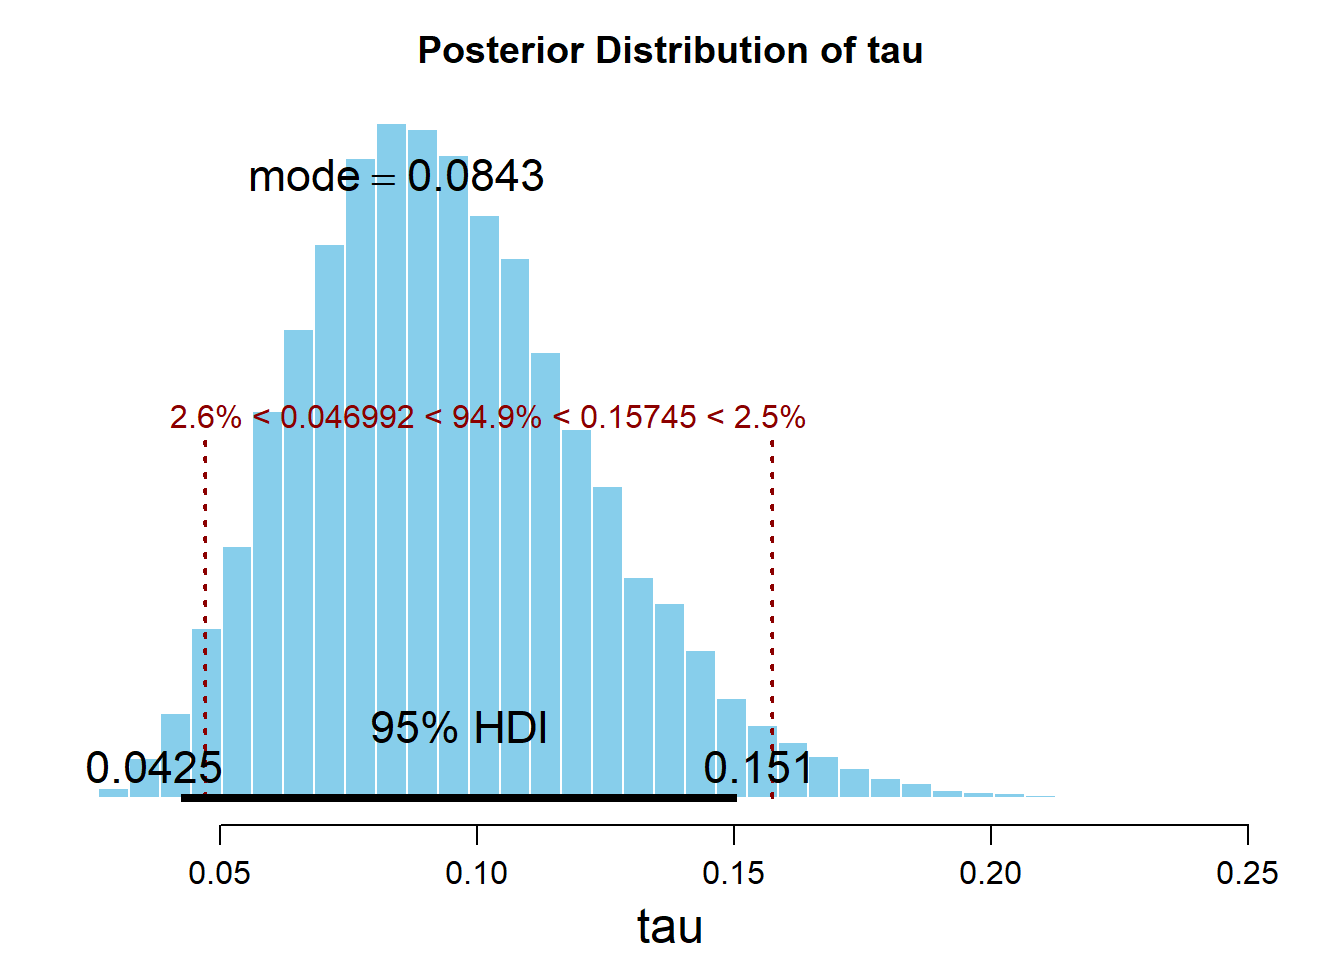 Posterior Distribution of tau
mode = 0.0843
2.6% < 0.046992 < 94.9% < 0.15745 < 2.5%
95% HDI
0.0425 0.151
0.05 0.10 0.15 0.20 0.25
tau